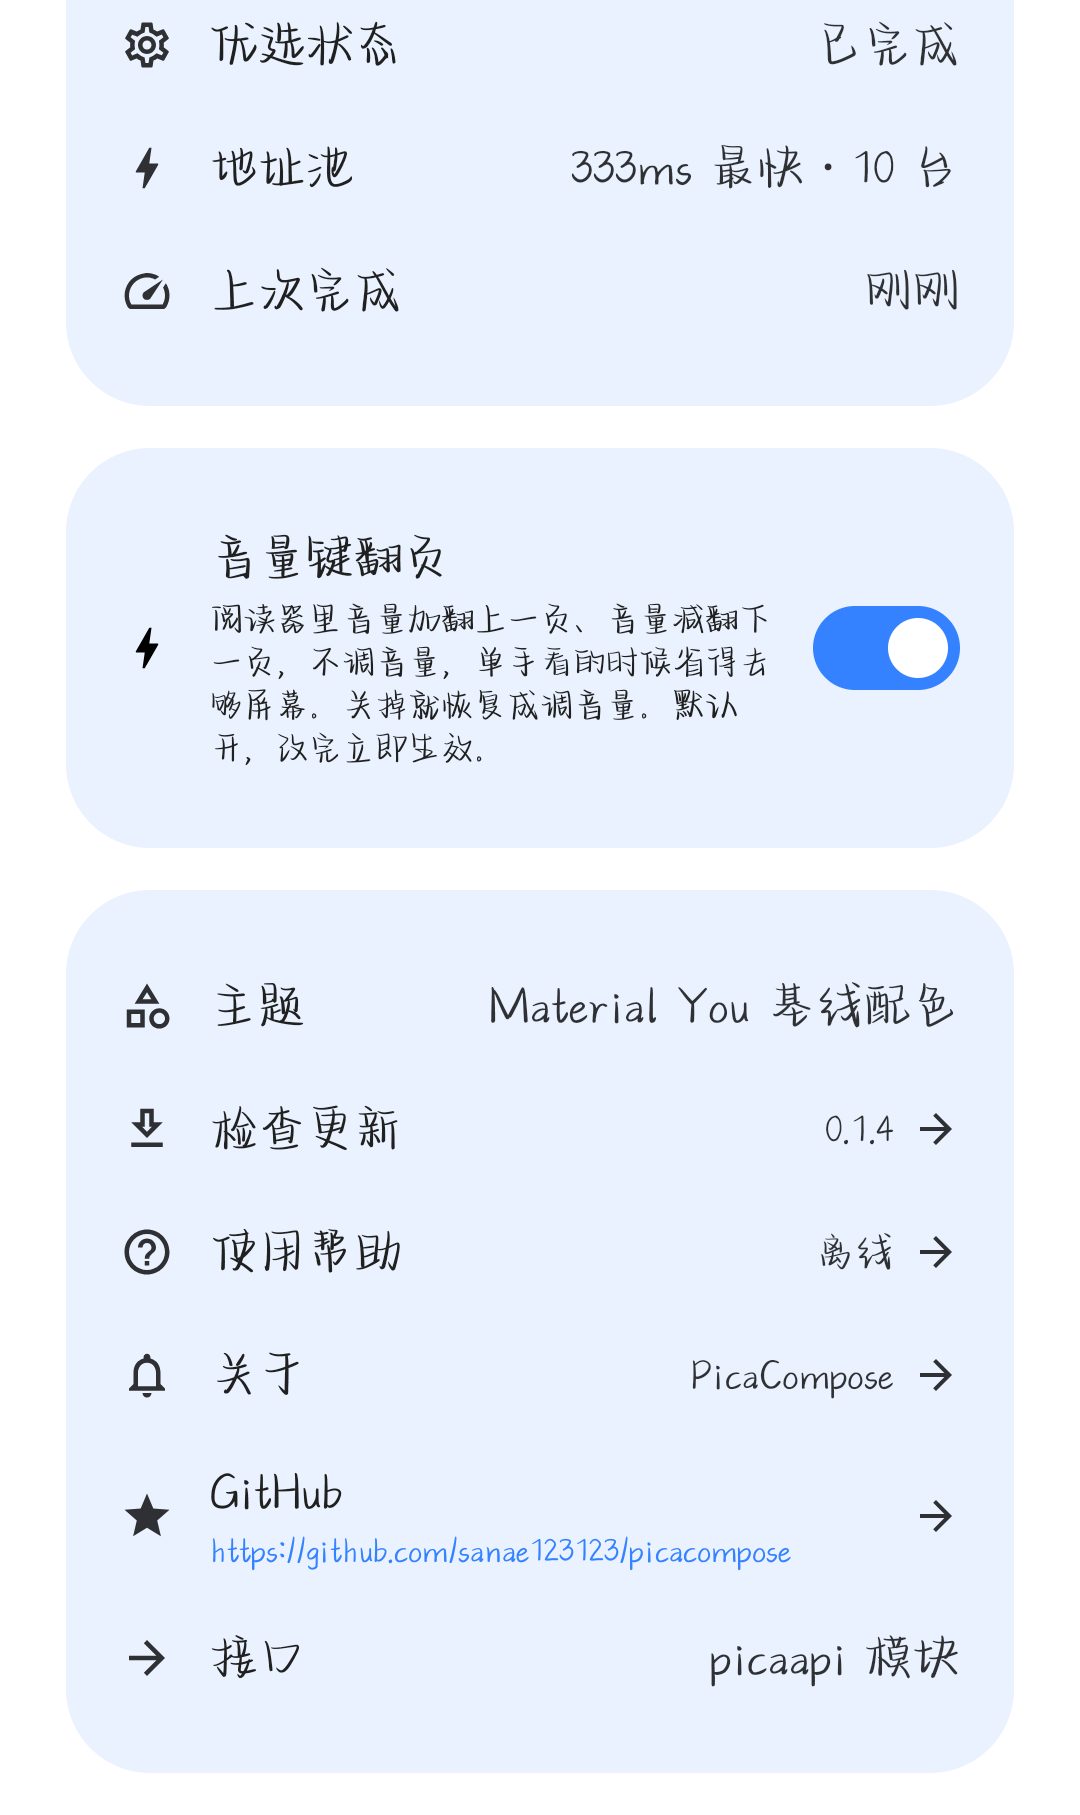 优选状态 已完成
地址池 333ms 最快 · 10 台
上次完成 刚刚
音量键翻页
阅读器里音量加翻上一页、音量减翻下
一页，不调音量，单手看的时候省得去
够屏幕。关掉就恢复成调音量。默认
开，改完立即生效。
主题 Material You 基线配色
检查更新 0.1.4
使用帮助 离线
关于 PicaCompose
GitHub
https://github.com/sanae123123/picacompose
接口 picaapi 模块